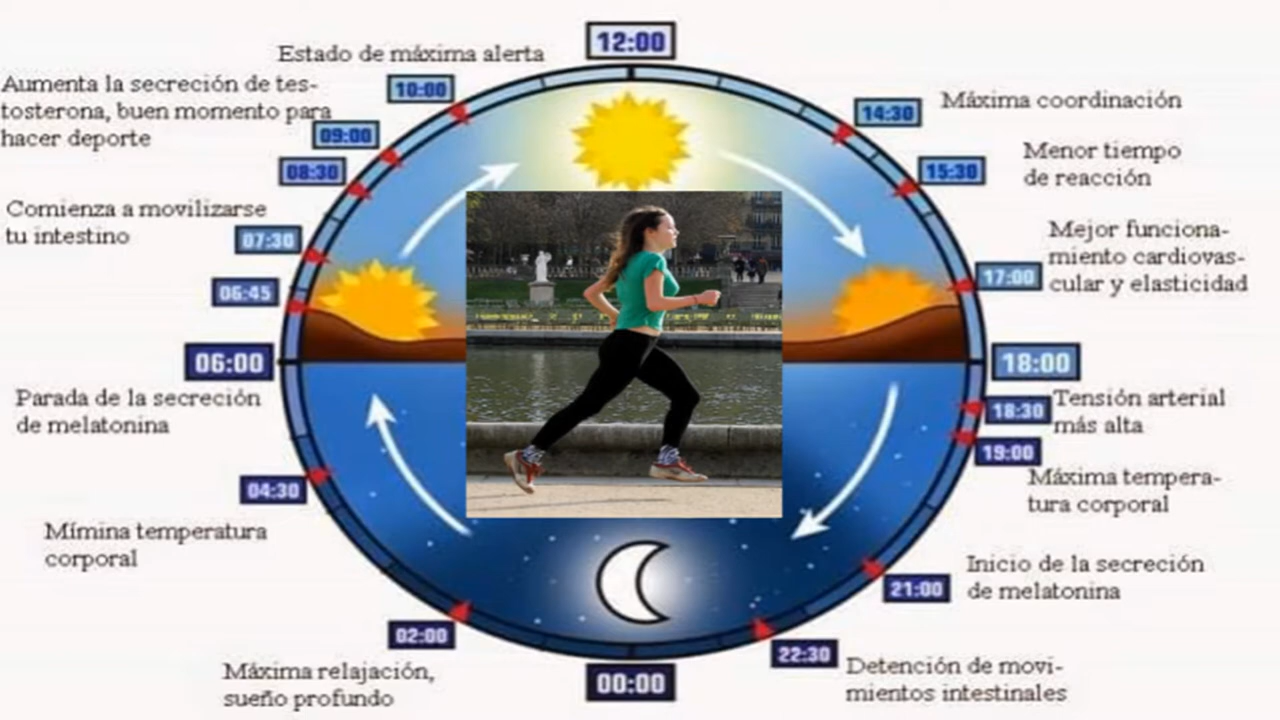 12:00
Estado de máxima alerta
10:00
Aumenta la secreción de tes-
tosterona, buen momento para
hacer deporte
09:00
08:30
Comienza a movilizarse
tu intestino
07:30
06:45
06:00
Parada de la secreción
de melatonina
04:30
Mímina temperatura
corporal
02:00
Máxima relajación,
sueño profundo
00:00
14:30
Máxima coordinación
15:30
Menor tiempo
de reacción
17:00
Mejor funciona-
miento cardiovas-
cular y elasticidad
18:00
18:30
Tensión arterial
más alta
19:00
Máxima tempera-
tura corporal
21:00
Inicio de la secreción
de melatonina
22:30
Detención de movi-
mientos intestinales